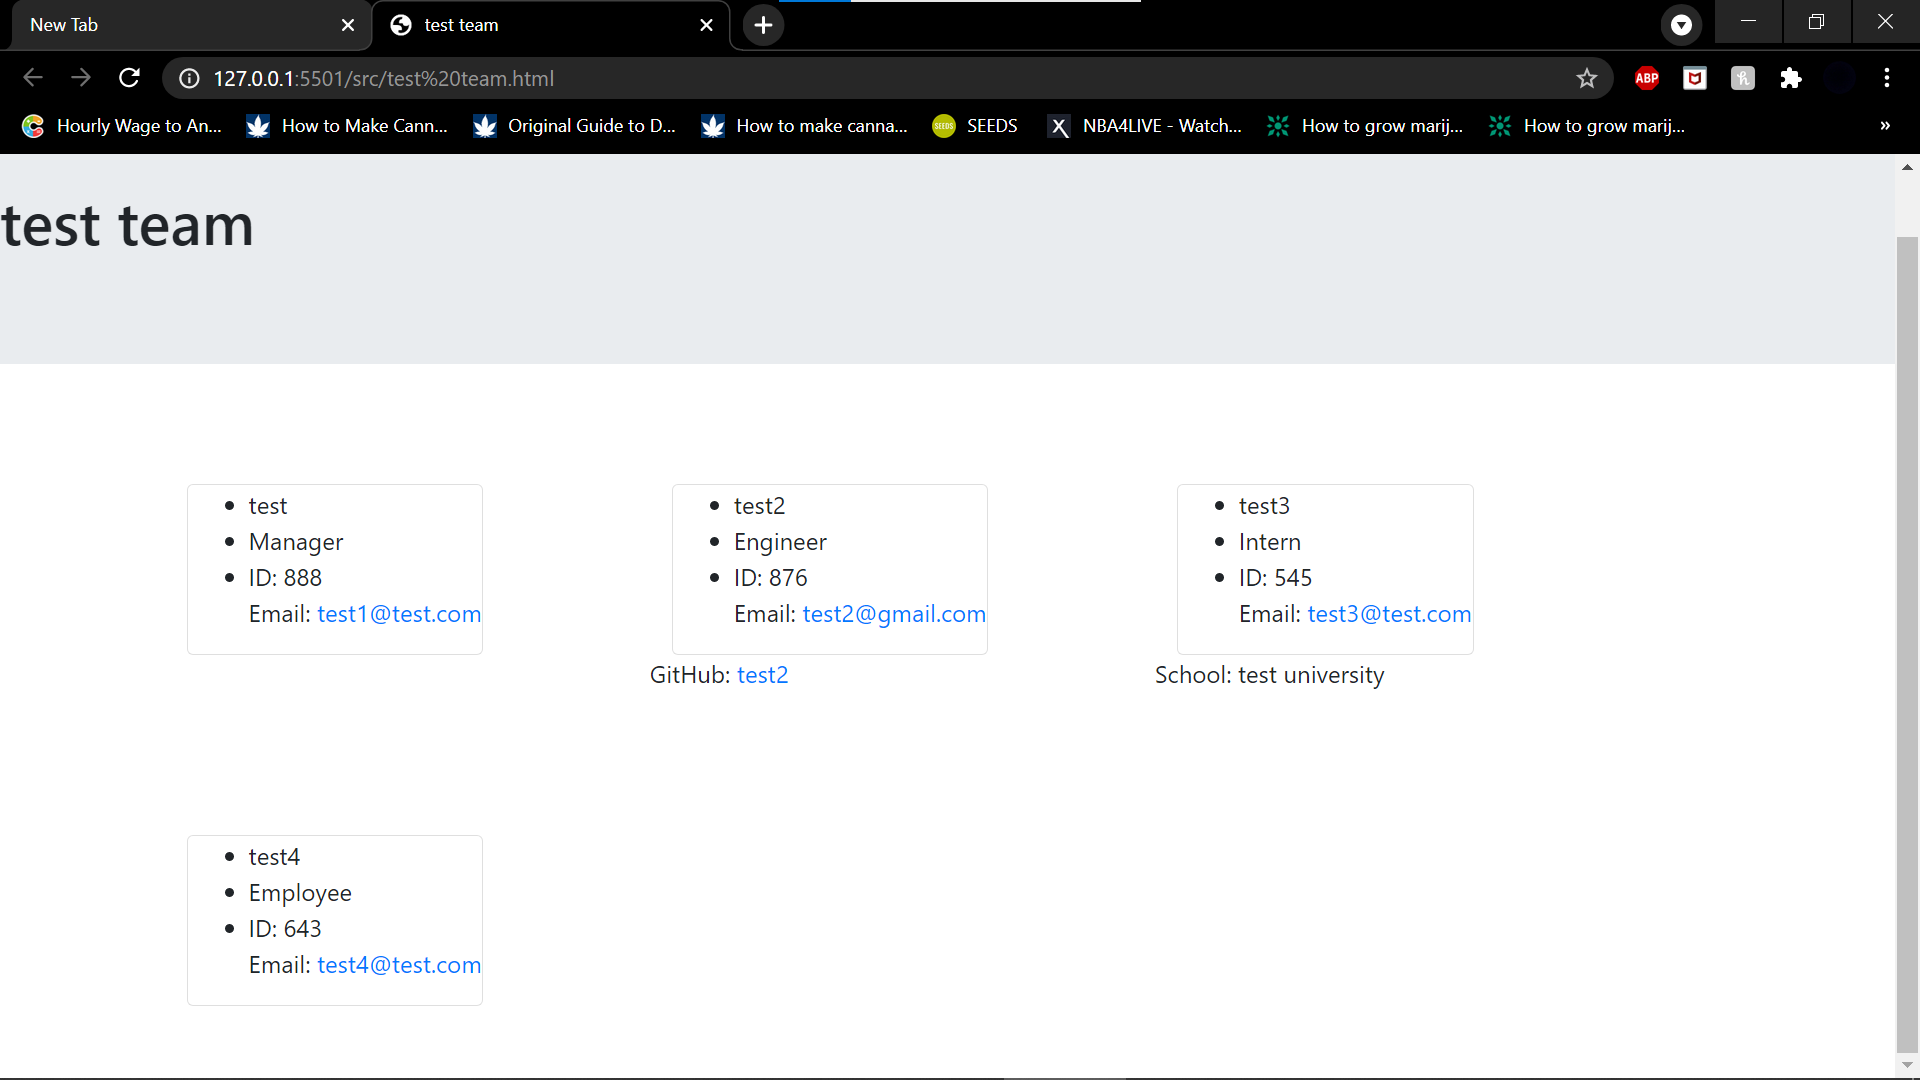 New Tab
test team
127.0.0.1:5501/src/test%20team.html
ABP
Hourly Wage to An...
How to Make Cann...
Original Guide to D...
How to make canna...
SEEDS
SEEDS
X
NBA4LIVE - Watch...
How to grow marij...
How to grow marij...
»
test team
test
Manager
ID: 888
Email: test1@test.com
test2
Engineer
ID: 876
Email: test2@gmail.com
GitHub: test2
test3
Intern
ID: 545
Email: test3@test.com
School: test university
test4
Employee
ID: 643
Email: test4@test.com